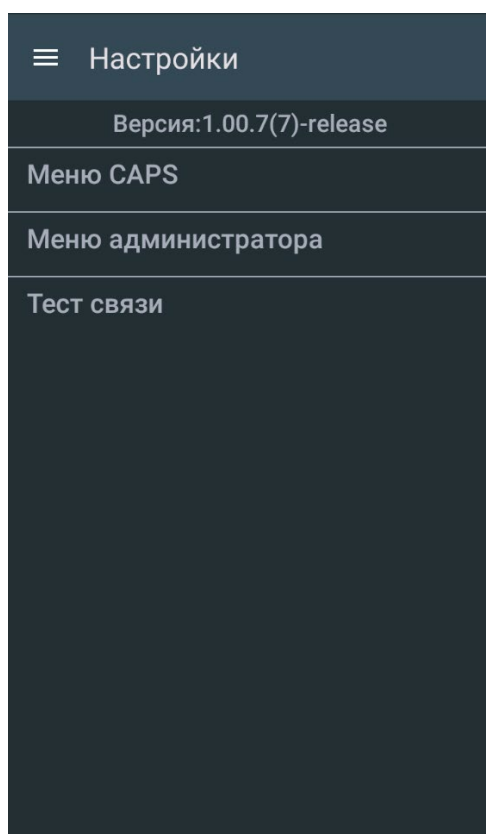 Настройки
Версия:1.00.7(7)-release
Меню CAPS
Меню администратора
Тест связи